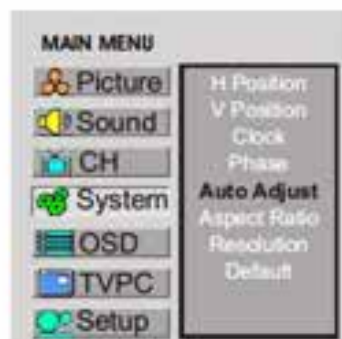 MAIN MENU
Picture
Sound
CH
System
OSD
TVPC
Setup
H Position
V Position
Clock
Phase
Auto Adjust
Aspect Ratio
Resolution
Default